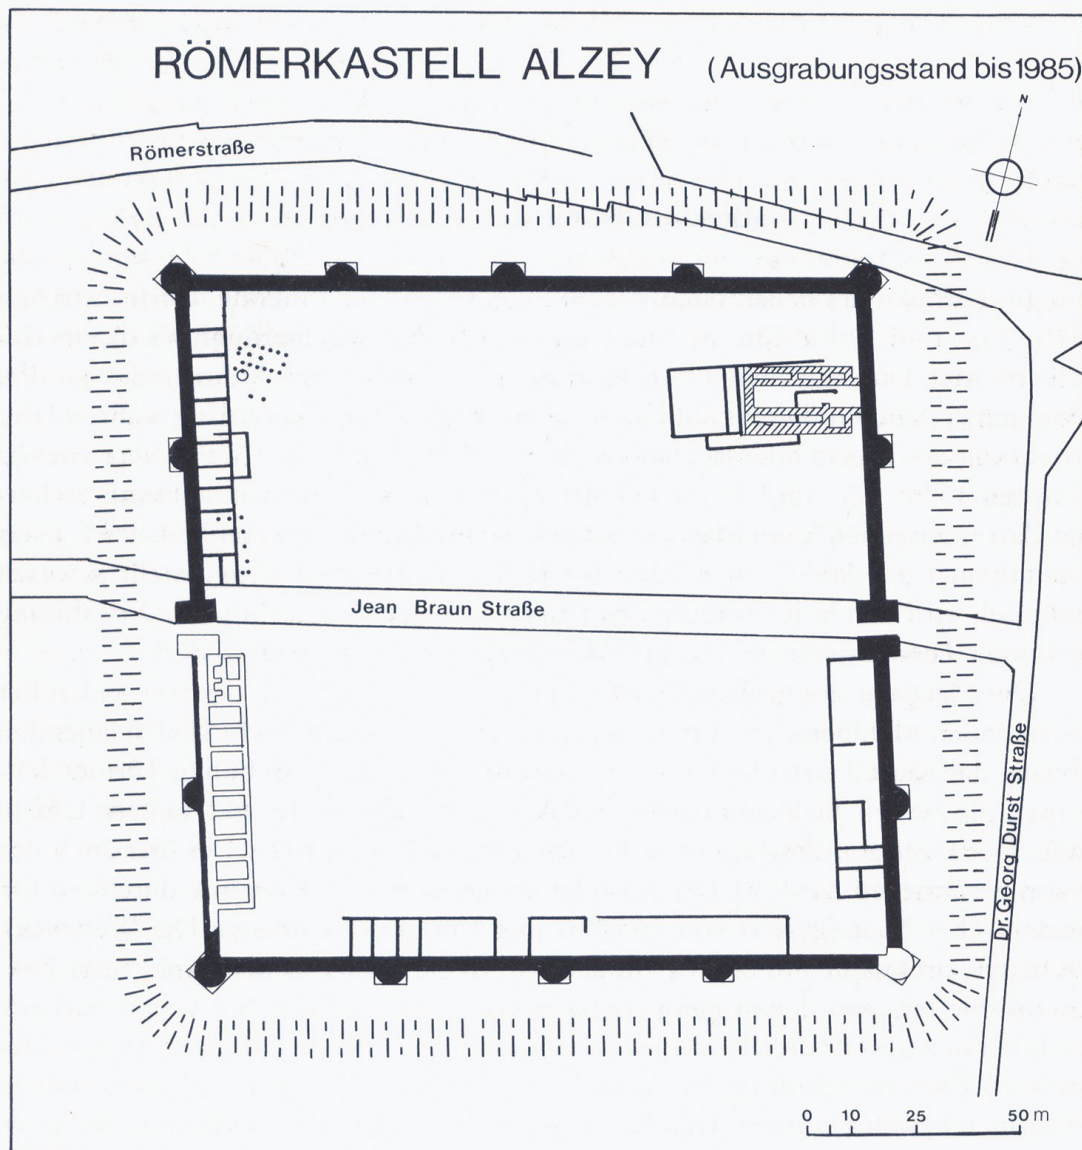 RÖMERKASTELL ALZEY (Ausgrabungsstand bis 1985)
N
Römerstraße
Jean Braun Straße
Dr. Georg Durst Straße
0 10 25 50 m